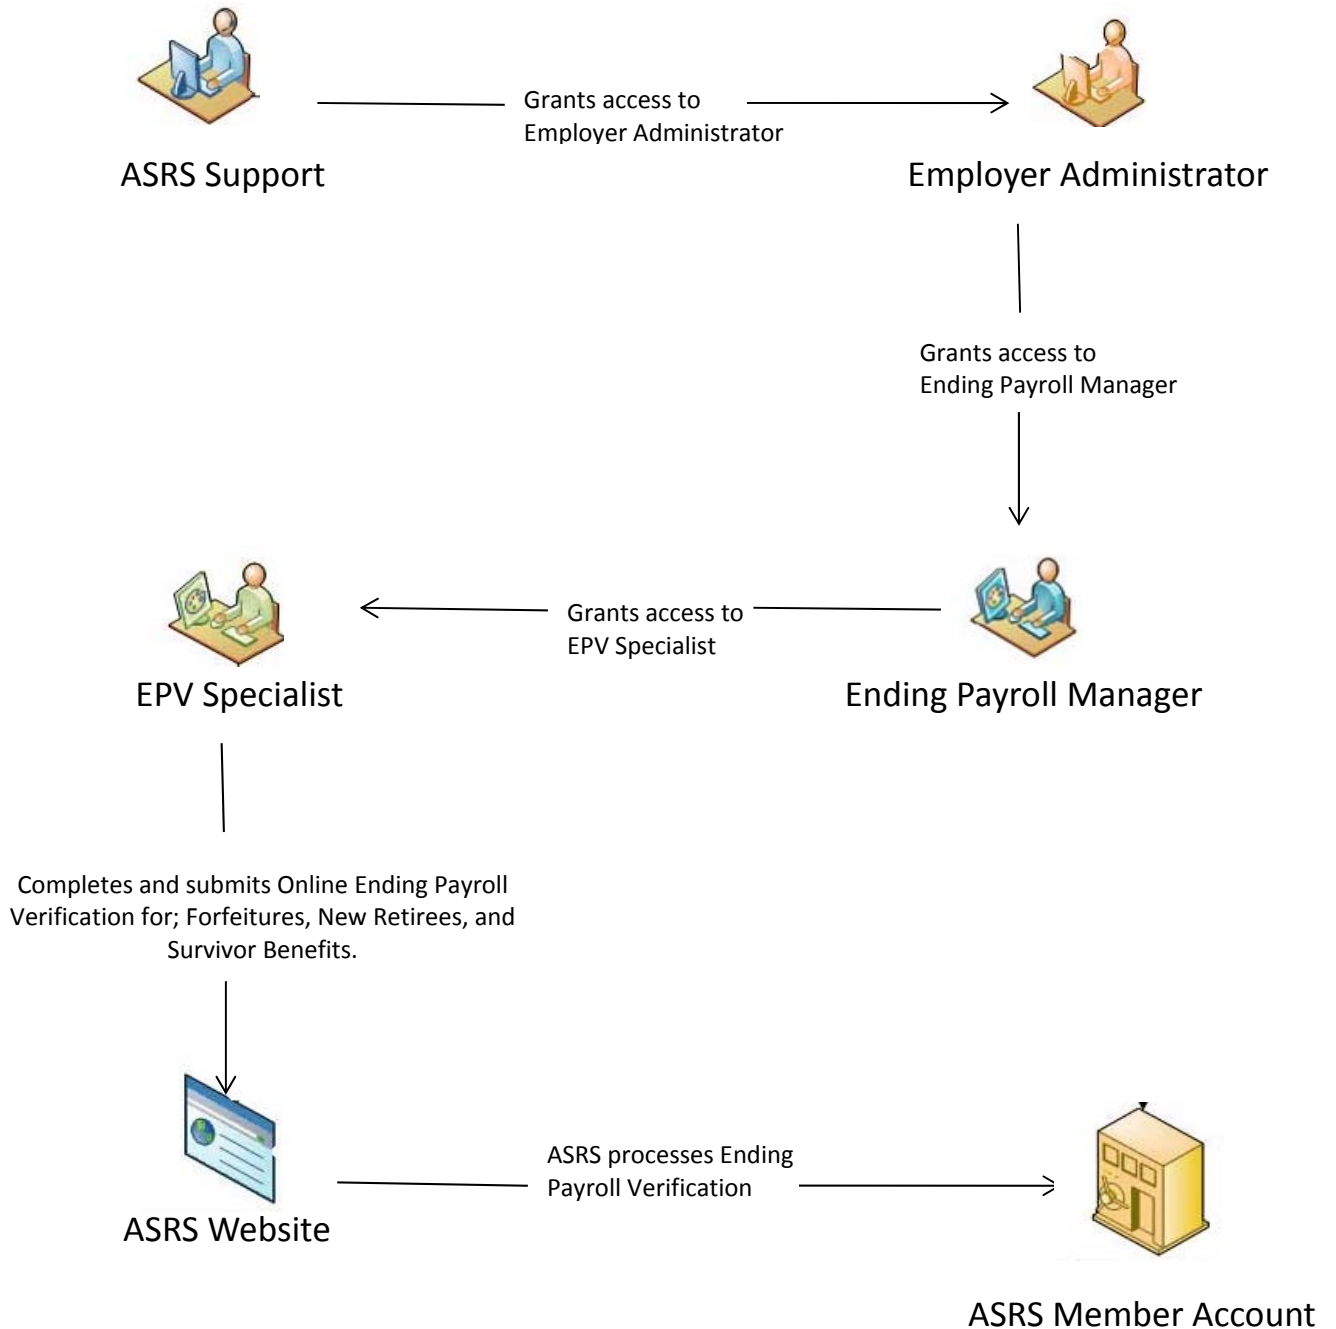 Grants access to
Employer Administrator
ASRS Support
Employer Administrator
Grants access to
Ending Payroll Manager
Grants access to
EPV Specialist
EPV Specialist
Ending Payroll Manager
Completes and submits Online Ending Payroll
Verification for; Forfeitures, New Retirees, and
Survivor Benefits.
ASRS processes Ending
Payroll Verification
ASRS Website
ASRS Member Account